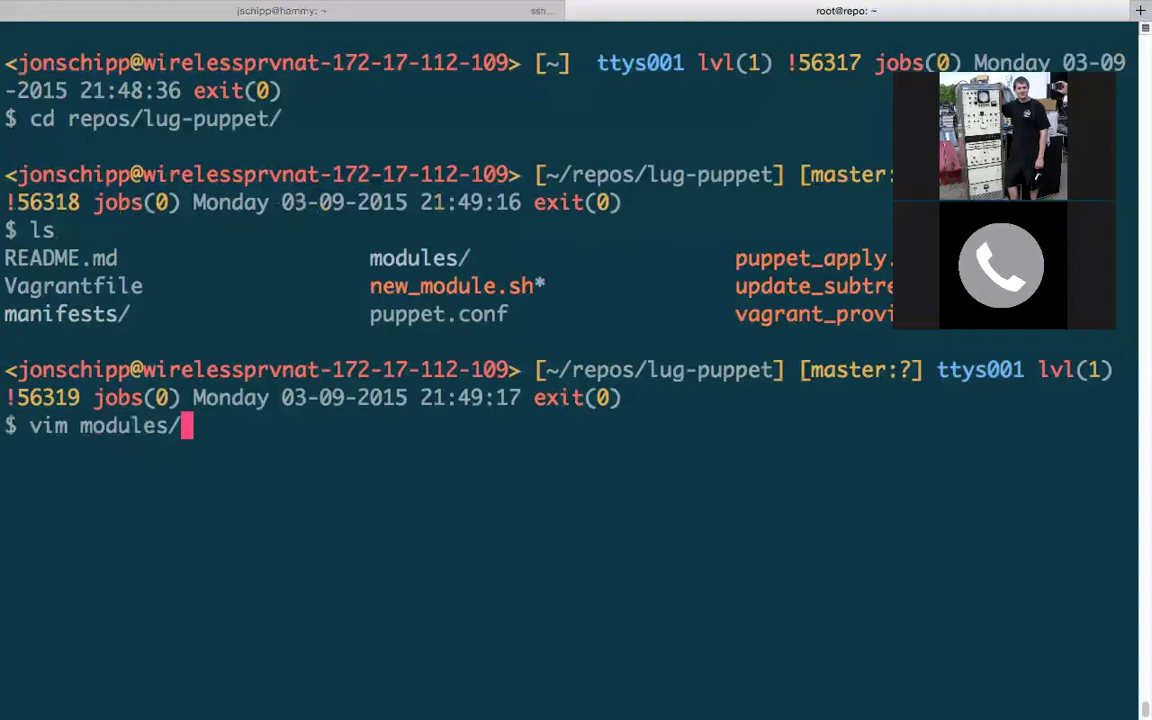 jschipp@hammy: ~
ssh...
root@repo: ~
<jonschipp@wirelessprvnat-172-17-112-109> [~] ttys001 lvl(1) !56317 jobs(0) Monday 03-09
-2015 21:48:36 exit(0)
$ cd repos/lug-puppet/
<jonschipp@wirelessprvnat-172-17-112-109> [~/repos/lug-puppet] [master:
!56318 jobs(0) Monday 03-09-2015 21:49:16 exit(0)
$ ls
README.md modules/ puppet_apply.
Vagrantfile new_module.sh* update_subtre
manifests/ puppet.conf vagrant_provi
<jonschipp@wirelessprvnat-172-17-112-109> [~/repos/lug-puppet] [master:?] ttys001 lvl(1)
!56319 jobs(0) Monday 03-09-2015 21:49:17 exit(0)
$ vim modules/